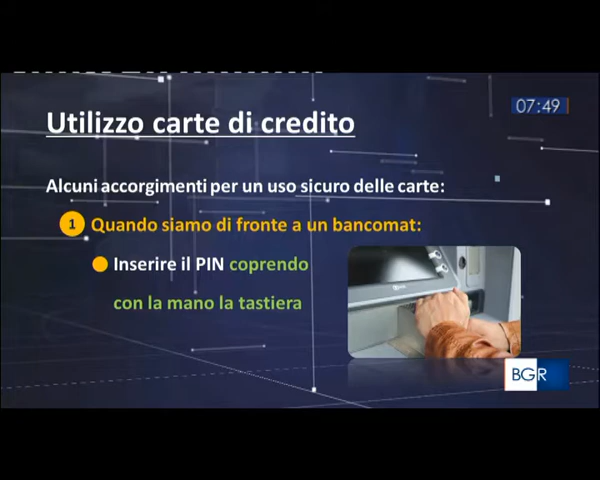 Utilizzo carte di credito
07:49
Alcuni accorgimenti per un uso sicuro delle carte:
1 Quando siamo di fronte a un bancomat:
Inserire il PIN coprendo
con la mano la tastiera
BGR